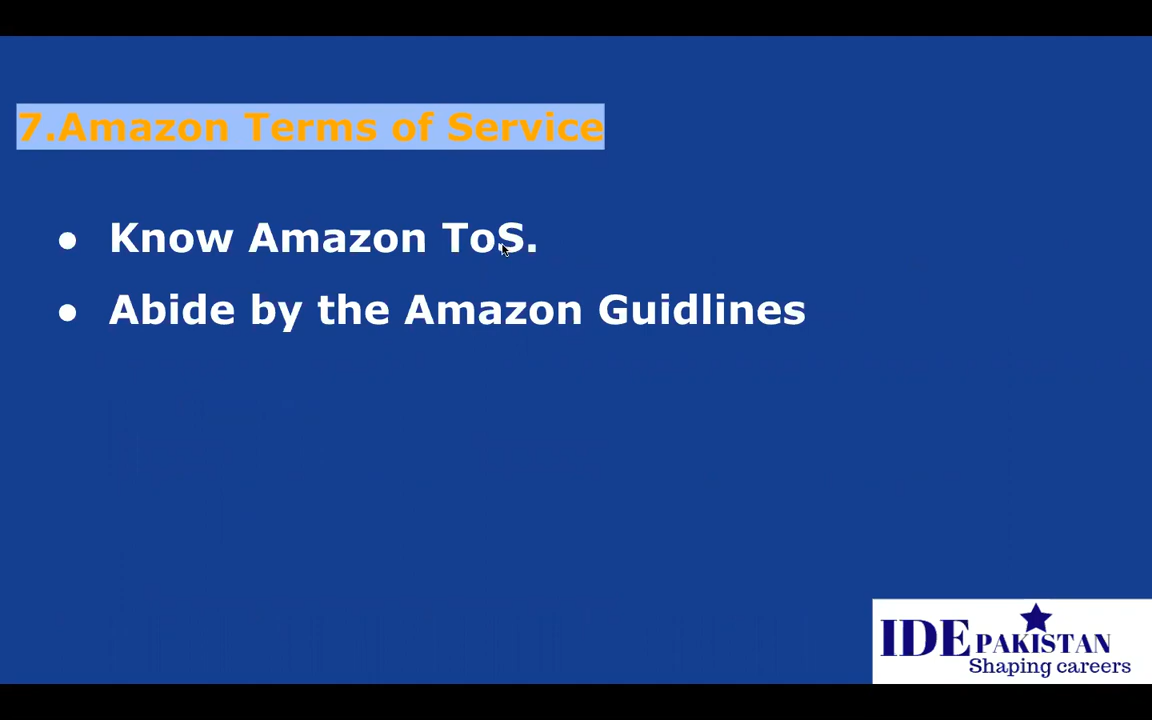 7.Amazon Terms of Service
● Know Amazon ToS.
● Abide by the Amazon Guidlines
IDE PAKISTAN
Shaping careers